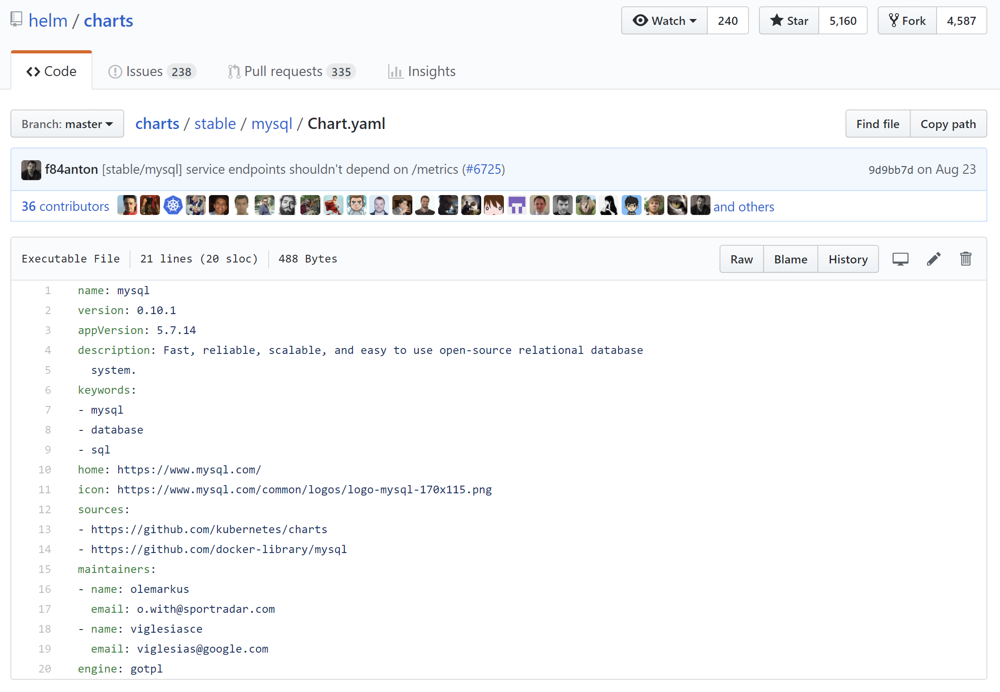 helm / charts
Watch 240 Star 5,160 Fork 4,587
Code Issues 238 Pull requests 335 Insights
Branch: master charts / stable / mysql / Chart.yaml Find file Copy path
f84anton [stable/mysql] service endpoints shouldn't depend on /metrics (#6725) 9d9bb7d on Aug 23
36 contributors and others
Executable File 21 lines (20 sloc) 488 Bytes Raw Blame History
1 name: mysql
2 version: 0.10.1
3 appVersion: 5.7.14
4 description: Fast, reliable, scalable, and easy to use open-source relational database
5 system.
6 keywords:
7 - mysql
8 - database
9 - sql
10 home: https://www.mysql.com/
11 icon: https://www.mysql.com/common/logos/logo-mysql-170x115.png
12 sources:
13 - https://github.com/kubernetes/charts
14 - https://github.com/docker-library/mysql
15 maintainers:
16 - name: olemarkus
17 email: o.with@sportradar.com
18 - name: viglesiasce
19 email: viglesias@google.com
20 engine: gotpl